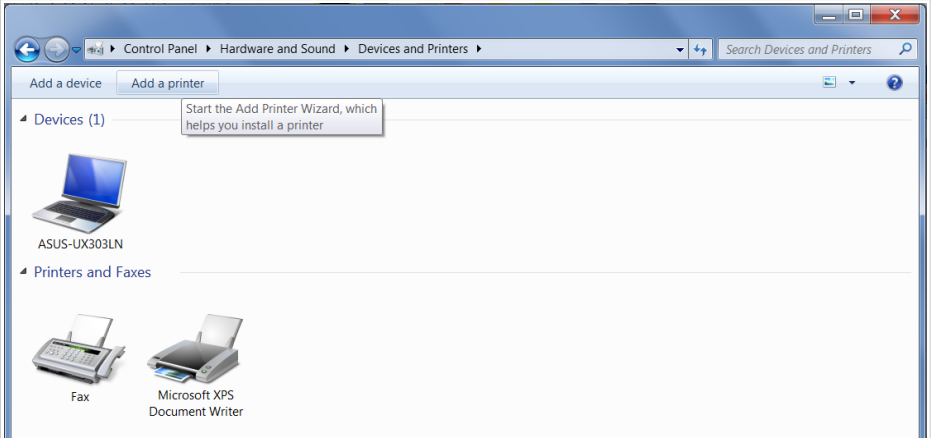 Control Panel Hardware and Sound Devices and Printers
Search Devices and Printers
Add a device Add a printer
Start the Add Printer Wizard, which
helps you install a printer
Devices (1)
ASUS-UX303LN
Printers and Faxes
Fax
Microsoft XPS
Document Writer